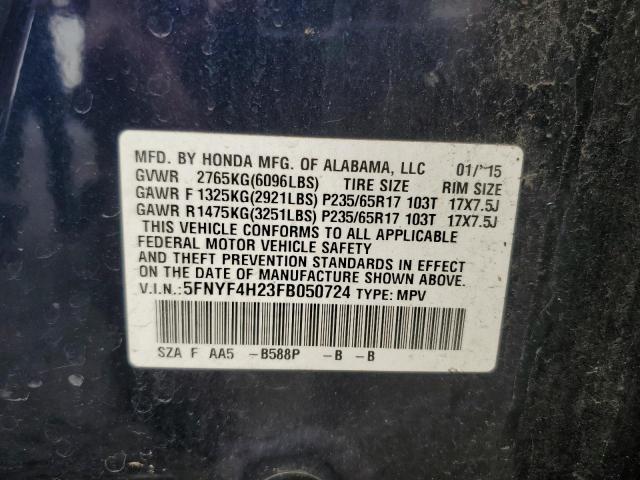 MFD. BY HONDA MFG. OF ALABAMA, LLC 01/15
GVWR 2765KG(6096LBS) TIRE SIZE RIM SIZE
GAWR F 1325KG(2921LBS) P235/65R17 103T 17X7.5J
GAWR R 1475KG(3251LBS) P235/65R17 103T 17X7.5J
THIS VEHICLE CONFORMS TO ALL APPLICABLE
FEDERAL MOTOR VEHICLE SAFETY
AND THEFT PREVENTION STANDARDS IN EFFECT
ON THE DATE OF MANUFACTURE SHOWN ABOVE.
V.I.N.: 5FNYF4H23FB050724 TYPE: MPV
SZA F AA5 -B588P -B -B